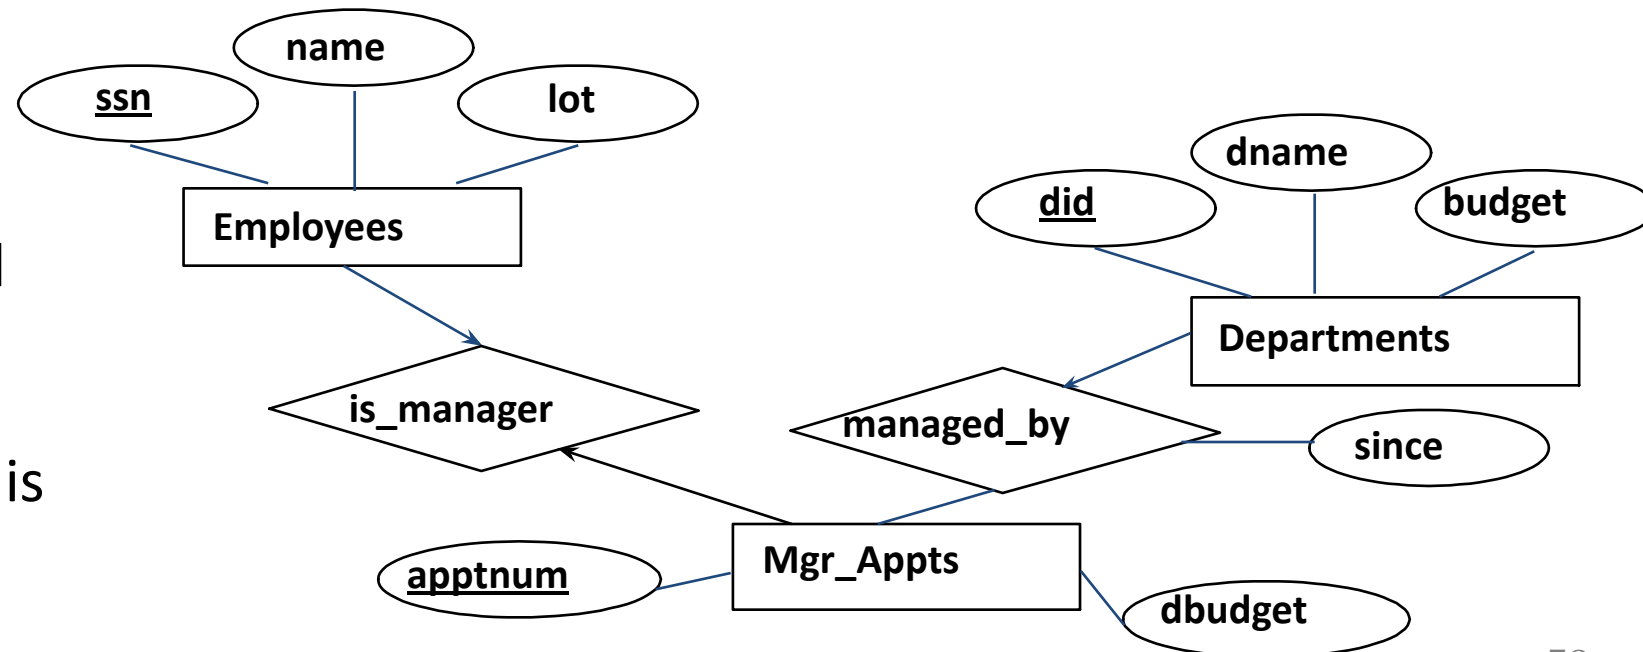 name
ssn
lot
dname
did
budget
Employees
Departments
is_manager
managed_by
since
is
Mgr_Appts
apptnum
dbudget